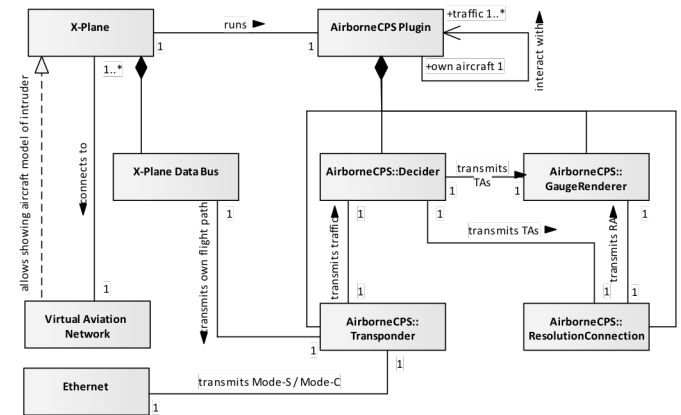 X-Plane
runs ►
AirborneCPS Plugin
+traffic 1..*
+own aircraft 1
interact with
1
1
1..*
allows showing aircraft model of intruder
connects to
X-Plane Data Bus
AirborneCPS::Decider
transmits
TAs
AirborneCPS::
GaugeRenderer
1
1
1
1
1
1
transmits own flight path
transmits traffic
transmits TAs ►
transmits RA
1
1
1
1
Virtual Aviation
Network
AirborneCPS::
Transponder
AirborneCPS::
ResolutionConnection
1
1
Ethernet
transmits Mode-S / Mode-C
1